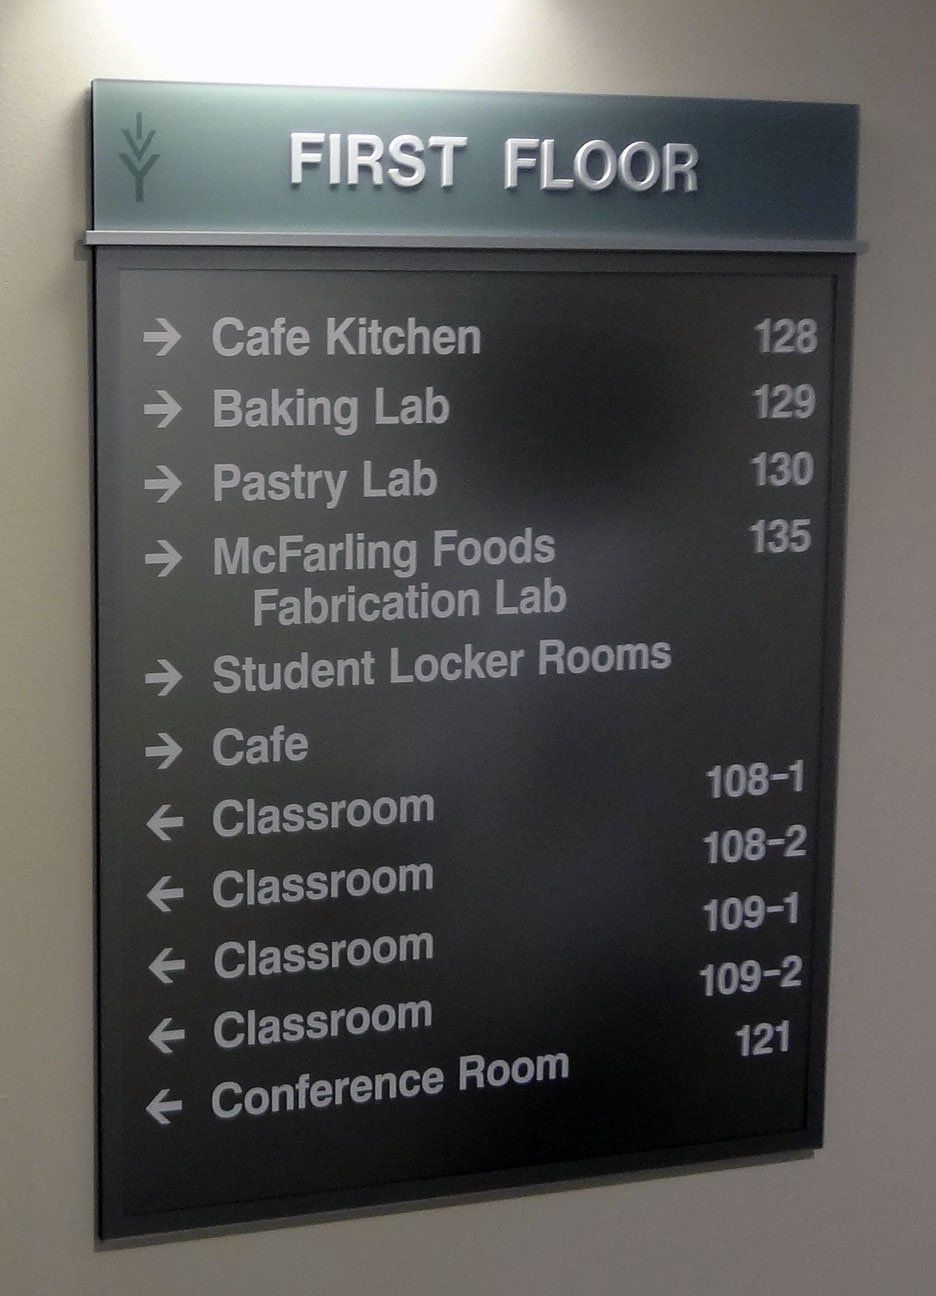 FIRST FLOOR
→ Cafe Kitchen 128
→ Baking Lab 129
→ Pastry Lab 130
→ McFarling Foods 135
Fabrication Lab
→ Student Locker Rooms
→ Cafe
← Classroom 108-1
← Classroom 108-2
← Classroom 109-1
← Classroom 109-2
← Conference Room 121